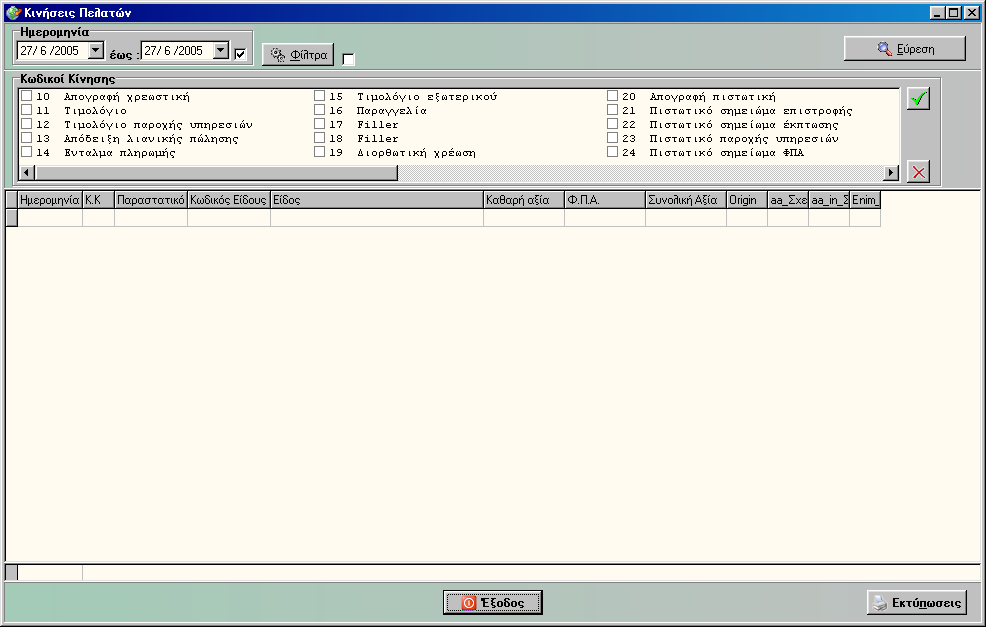 Κινήσεις Πελατών
Ημερομηνία
27/ 6 /2005 έως : 27/ 6 /2005 Φίλτρα Εύρεση
Κωδικοί Κίνησης
10 Απογραφή χρεωστική 15 Τιμολόγιο εξωτερικού 20 Απογραφή πιστωτική
11 Τιμολόγιο 16 Παραγγελία 21 Πιστωτικό σημείωμα επιστροφής
12 Τιμολόγιο παροχής υπηρεσιών 17 Filler 22 Πιστωτικό σημείωμα έκπτωσης
13 Απόδειξη λιανικής πώλησης 18 Filler 23 Πιστωτικό παροχής υπηρεσιών
14 Ενταλμα πληρωμής 19 Διορθωτική χρέωση 24 Πιστωτικό σημείωμα ΦΠΑ
Ημερομηνία Κ.Κ Παραστατικό Κωδικός Είδους Είδος Καθαρή αξία Φ.Π.Α. Συνολική Αξία Origin aa_Σχε aa_in_Σ Enim_
Έξοδος Εκτύπωσεις